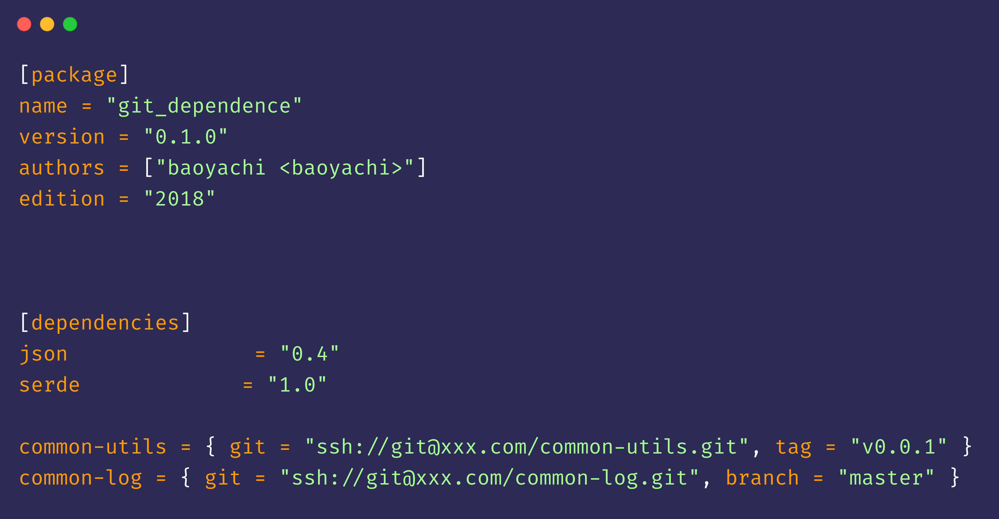 [package]
name = "git_dependence"
version = "0.1.0"
authors = ["baoyachi <baoyachi>"]
edition = "2018"
[dependencies]
json               = "0.4"
serde             = "1.0"
common-utils = { git = "ssh://git@xxx.com/common-utils.git", tag = "v0.0.1" }
common-log = { git = "ssh://git@xxx.com/common-log.git", branch = "master" }